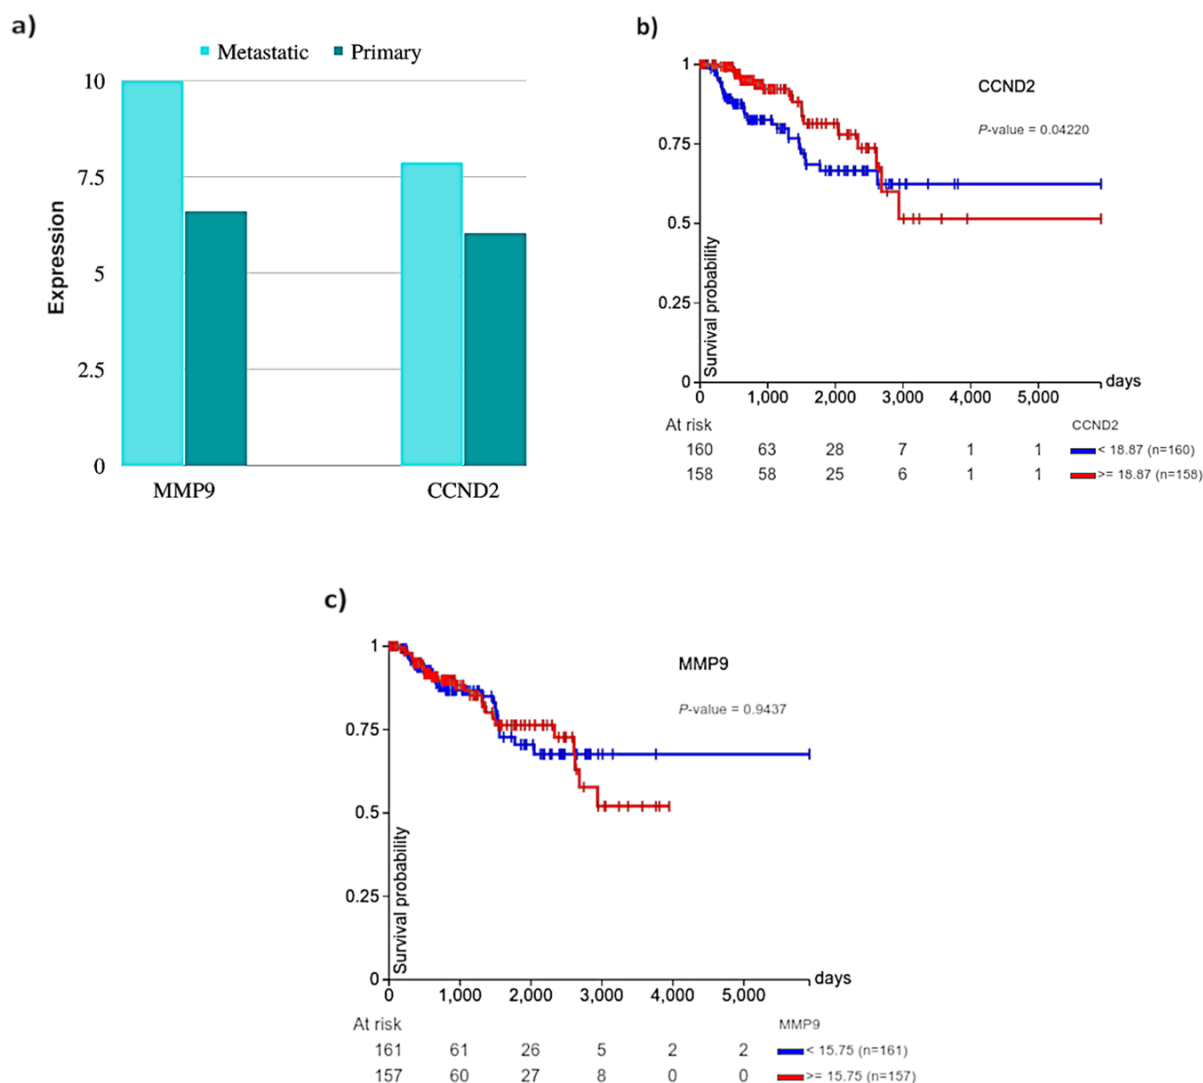 a)
Metastatic Primary
10
7.5
5
2.5
0
Expression
MMP9 CCND2
b)
CCND2
P-value = 0.04220
1
0.75
0.5
0.25
0
Survival probability
days
0 1,000 2,000 3,000 4,000 5,000
At risk
CCND2
160 63 28 7 1 1 < 18.87 (n=160)
158 58 25 6 1 1 >= 18.87 (n=158)
c)
MMP9
P-value = 0.9437
1
0.75
0.5
0.25
0
Survival probability
days
0 1,000 2,000 3,000 4,000 5,000
At risk
MMP9
161 61 26 5 2 2 < 15.75 (n=161)
157 60 27 8 0 0 >= 15.75 (n=157)